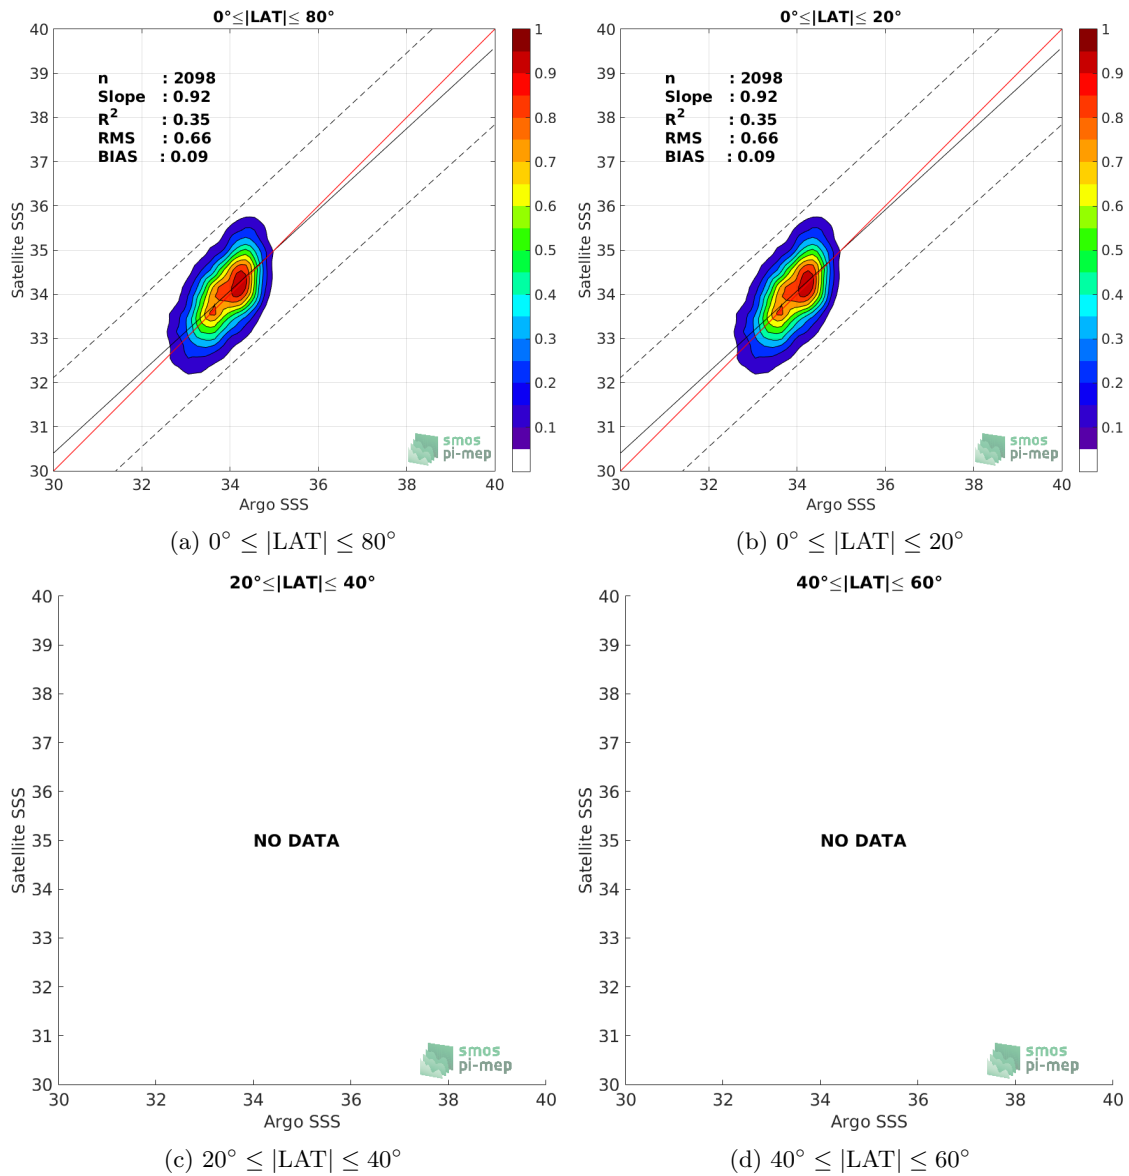 0°≤|LAT|≤ 80°
40
39
38
37
36
35
34
33
32
31
30
Satellite SSS
n : 2098
Slope : 0.92
R2 : 0.35
RMS : 0.66
BIAS : 0.09
smos
pi-mep
30 32 34 36 38 40
Argo SSS
1
0.9
0.8
0.7
0.6
0.5
0.4
0.3
0.2
0.1
(a) 0° ≤ |LAT| ≤ 80°
0°≤|LAT|≤ 20°
40
39
38
37
36
35
34
33
32
31
30
Satellite SSS
n : 2098
Slope : 0.92
R2 : 0.35
RMS : 0.66
BIAS : 0.09
smos
pi-mep
30 32 34 36 38 40
Argo SSS
1
0.9
0.8
0.7
0.6
0.5
0.4
0.3
0.2
0.1
(b) 0° ≤ |LAT| ≤ 20°
20°≤|LAT|≤ 40°
40
39
38
37
36
35
34
33
32
31
30
Satellite SSS
NO DATA
smos
pi-mep
30 32 34 36 38 40
Argo SSS
(c) 20° ≤ |LAT| ≤ 40°
40°≤|LAT|≤ 60°
40
39
38
37
36
35
34
33
32
31
30
Satellite SSS
NO DATA
smos
pi-mep
30 32 34 36 38 40
Argo SSS
(d) 40° ≤ |LAT| ≤ 60°